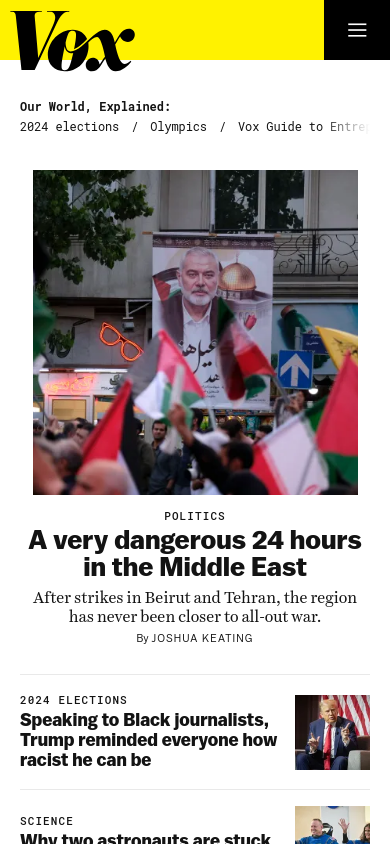 Vox
Our World, Explained:
2024 elections / Olympics / Vox Guide to
POLITICS
A very dangerous 24 hours
in the Middle East
After strikes in Beirut and Tehran, the region
has never been closer to all-out war.
By JOSHUA KEATING
2024 ELECTIONS
Speaking to Black journalists,
Trump reminded everyone how
racist he can be
SCIENCE
Why two astronauts are stuck